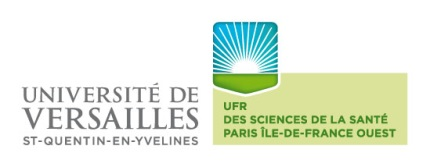 UNIVERSITÉ DE
VERSAILLES
ST-QUENTIN-EN-YVELINES
UFR
DES SCIENCES DE LA SANTÉ
PARIS ÎLE-DE-FRANCE OUEST